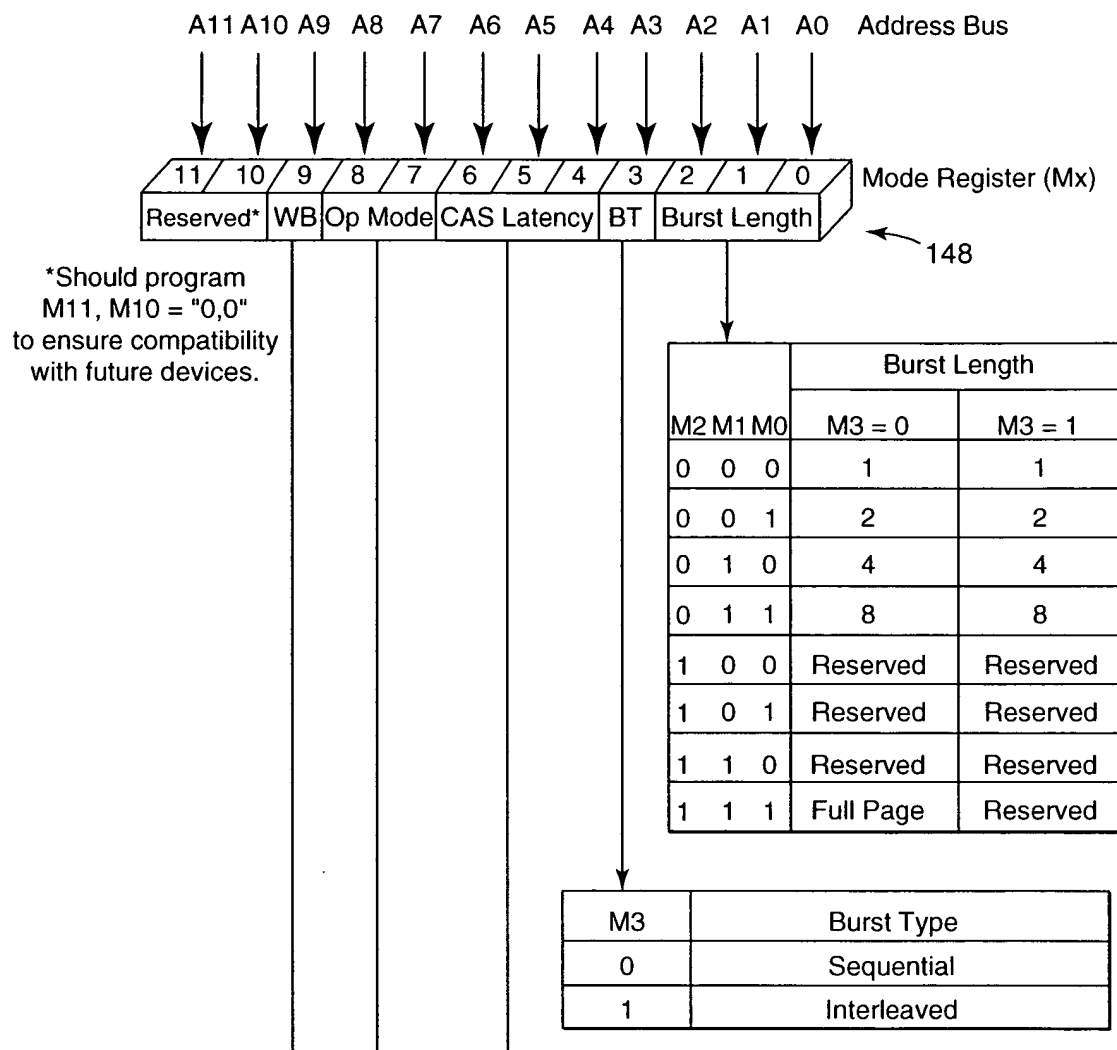 A11 A10 A9 A8 A7 A6 A5 A4 A3 A2 A1 A0 Address Bus
11 10 9 8 7 6 5 4 3 2 1 0 Mode Register (Mx)
Reserved* WB Op Mode CAS Latency BT Burst Length
148
*Should program
M11, M10 = "0,0"
to ensure compatibility
with future devices.
Burst Length
M2 M1 M0 M3 = 0 M3 = 1
0 0 0 1 1
0 0 1 2 2
0 1 0 4 4
0 1 1 8 8
1 0 0 Reserved Reserved
1 0 1 Reserved Reserved
1 1 0 Reserved Reserved
1 1 1 Full Page Reserved
M3 Burst Type
0 Sequential
1 Interleaved